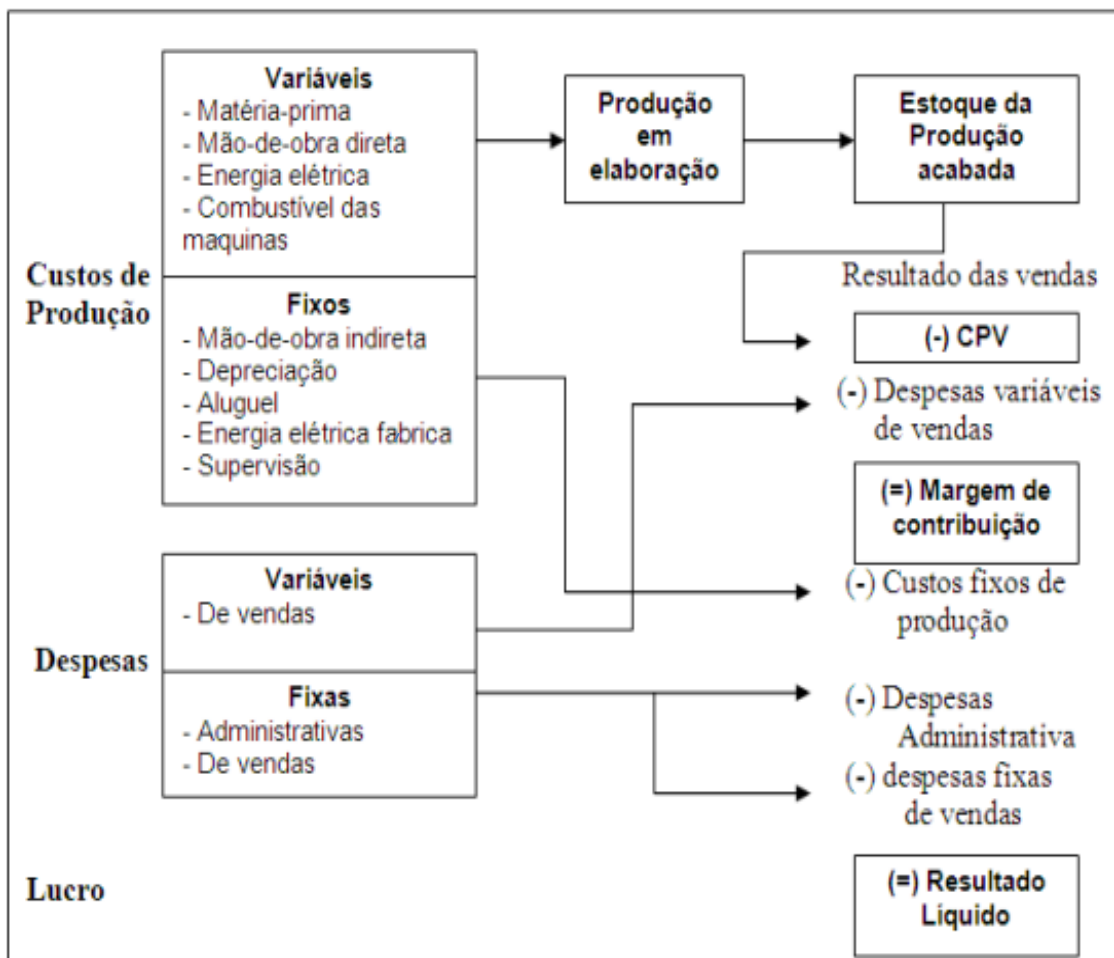 Custos de
Produção
Variáveis
- Matéria-prima
- Mão-de-obra direta
- Energia elétrica
- Combustível das
maquinas
Fixos
- Mão-de-obra indireta
- Depreciação
- Aluguel
- Energia elétrica fabrica
- Supervisão
Produção
em
elaboração
Estoque da
Produção
acabada
Resultado das vendas
(-) CPV
(-) Despesas variáveis
de vendas
(=) Margem de
contribuição
(-) Custos fixos de
produção
Despesas
Variáveis
- De vendas
Fixas
- Administrativas
- De vendas
(-) Despesas
Administrativa
(-) despesas fixas
de vendas
Lucro
(=) Resultado
Líquido